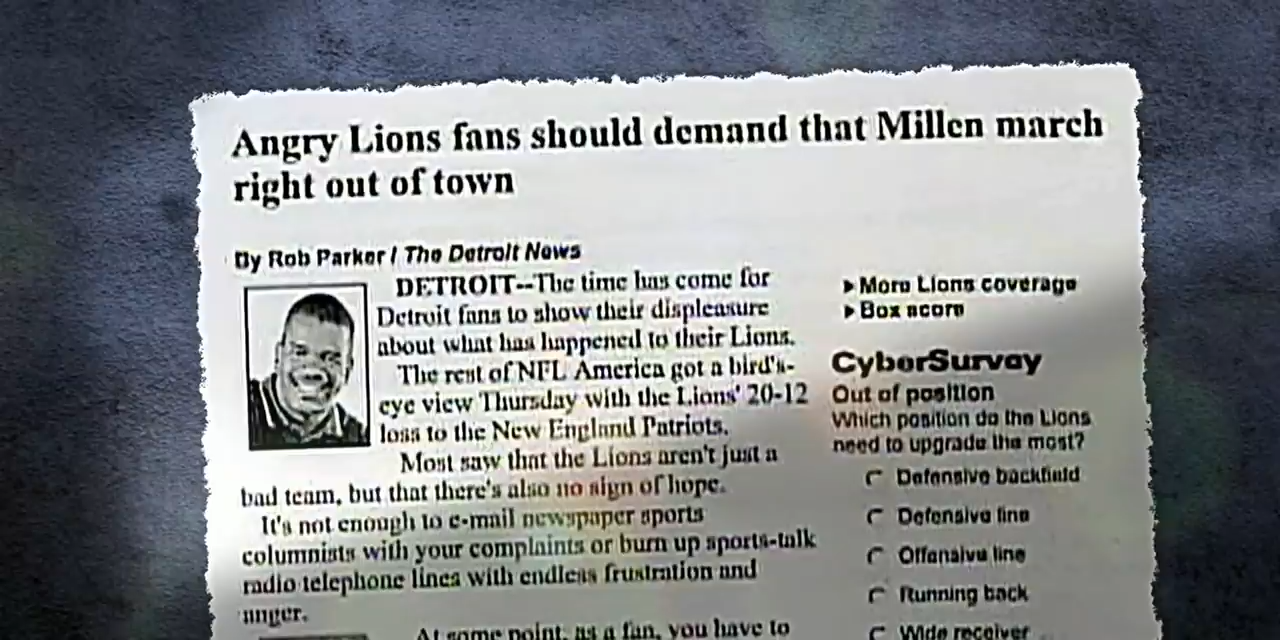 Angry Lions fans should demand that Millen march
right out of town
By Rob Parker / The Detroit News
DETROIT--The time has come for
Detroit fans to show their displeasure
about what has happened to their Lions.
The rest of NFL America got a bird's-
eye view Thursday with the Lions' 20-12
loss to the New England Patriots.
Most saw that the Lions aren't just a
bad team, but that there's also no sign of hope.
It's not enough to e-mail newspaper sports
columnists with your complaints or burn up sports-talk
radio telephone lines with endless frustration and
anger.
At some point, as a fan, you have to
More Lions coverage
Box score
CyberSurvey
Out of position
Which position do the Lions
need to upgrade the most?
Defensive backfield
Defensive line
Offensive line
Running back
Wide receiver